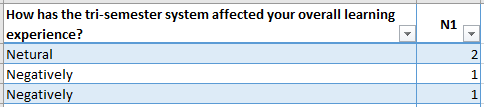 How has the tri-semester system affected your overall learning
experience? N1
Netural 2
Negatively 1
Negatively 1